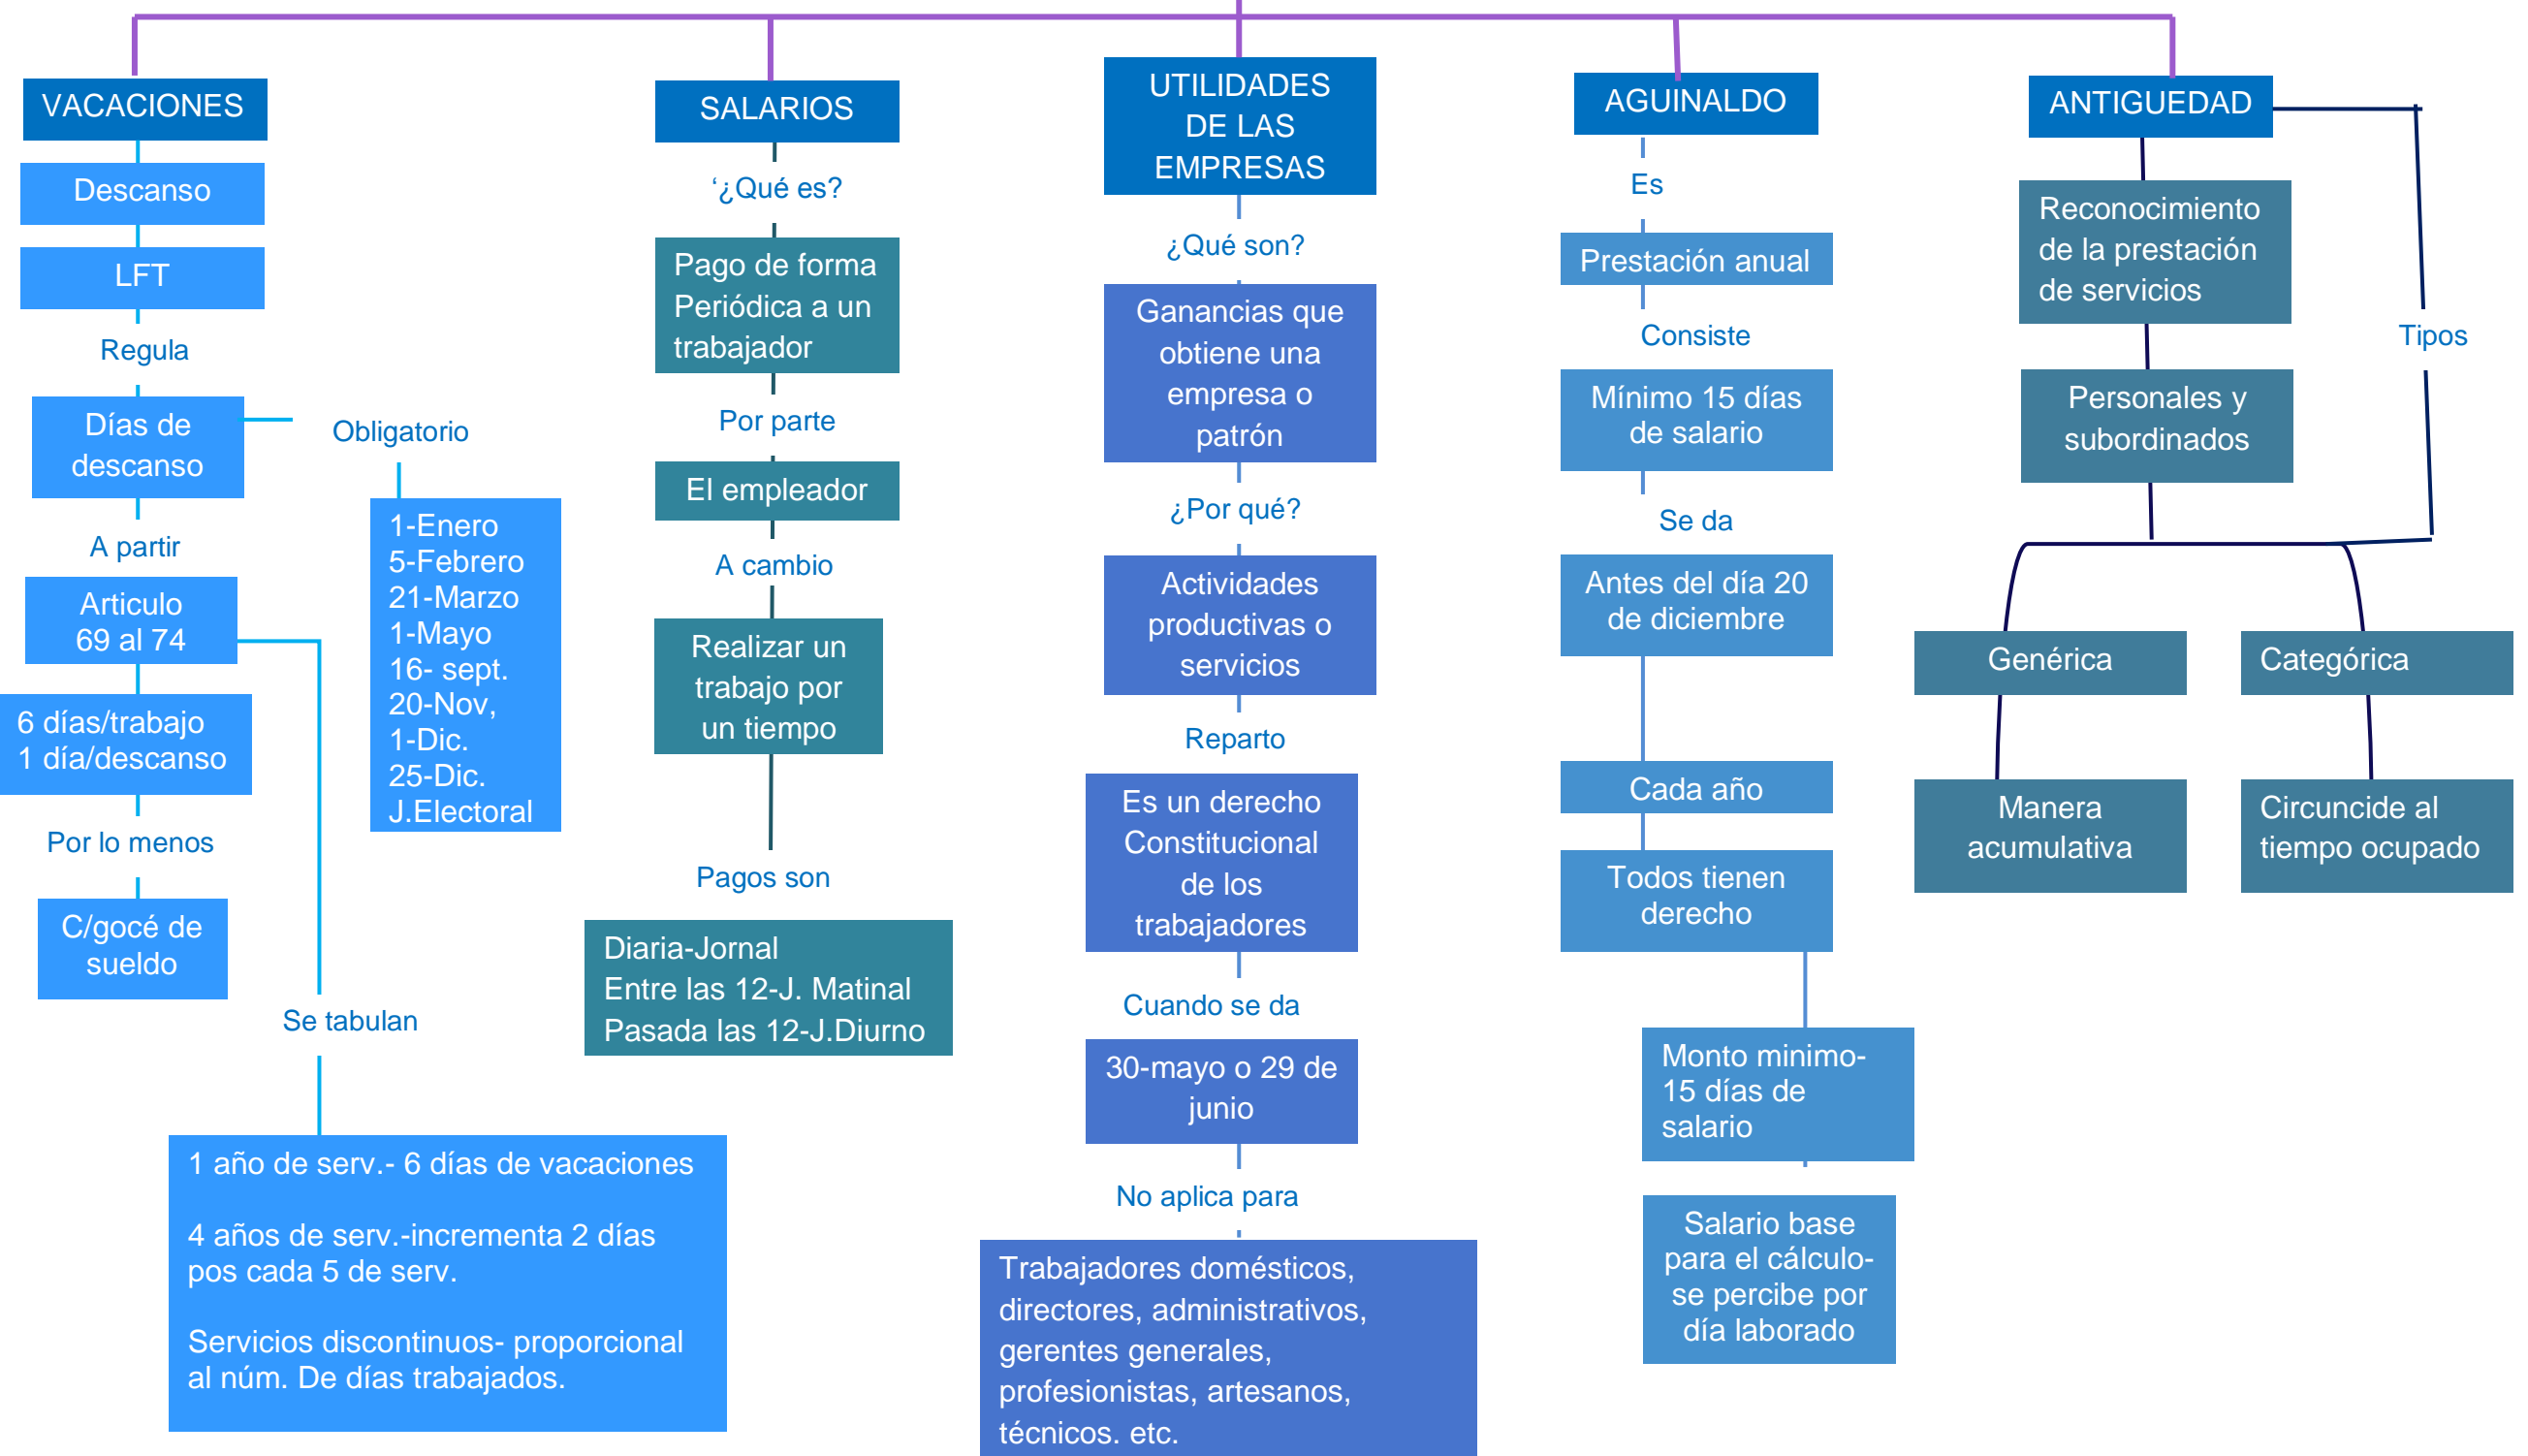 VACACIONES
Descanso
LFT
Regula
Días de
descanso
Obligatorio
1-Enero
5-Febrero
21-Marzo
1-Mayo
16- sept.
20-Nov,
1-Dic.
25-Dic.
J.Electoral
A partir
Articulo
69 al 74
6 días/trabajo
1 día/descanso
Por lo menos
C/gocé de
sueldo
Se tabulan
1 año de serv.- 6 días de vacaciones
4 años de serv.-incrementa 2 días
pos cada 5 de serv.
Servicios discontinuos- proporcional
al núm. De días trabajados.
SALARIOS
‘¿Qué es?
Pago de forma
Periódica a un
trabajador
Por parte
El empleador
A cambio
Realizar un
trabajo por
un tiempo
Pagos son
Diaria-Jornal
Entre las 12-J. Matinal
Pasada las 12-J.Diurno
UTILIDADES
DE LAS
EMPRESAS
¿Qué son?
Ganancias que
obtiene una
empresa o
patrón
¿Por qué?
Actividades
productivas o
servicios
Reparto
Es un derecho
Constitucional
de los
trabajadores
Cuando se da
30-mayo o 29 de
junio
No aplica para
Trabajadores domésticos,
directores, administrativos,
gerentes generales,
profesionistas, artesanos,
técnicos. etc.
AGUINALDO
Es
Prestación anual
Consiste
Mínimo 15 días
de salario
Se da
Antes del día 20
de diciembre
Cada año
Todos tienen
derecho
Monto minimo-
15 días de
salario
Salario base
para el cálculo-
se percibe por
día laborado
ANTIGUEDAD
Reconocimiento
de la prestación
de servicios
Personales y
subordinados
Tipos
Genérica
Manera
acumulativa
Categórica
Circuncide al
tiempo ocupado